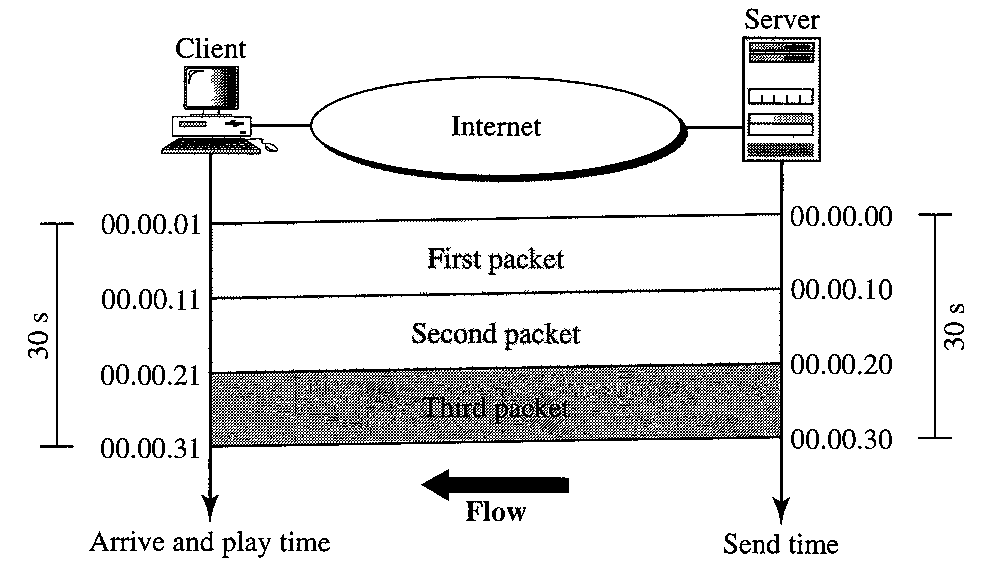 Server
Client
Internet
00.00.01
00.00.00
First packet
00.00.11
00.00.10
Second packet
30 s
30 s
00.00.21
00.00.20
Third packet
00.00.31
00.00.30
Flow
Arrive and play time
Send time